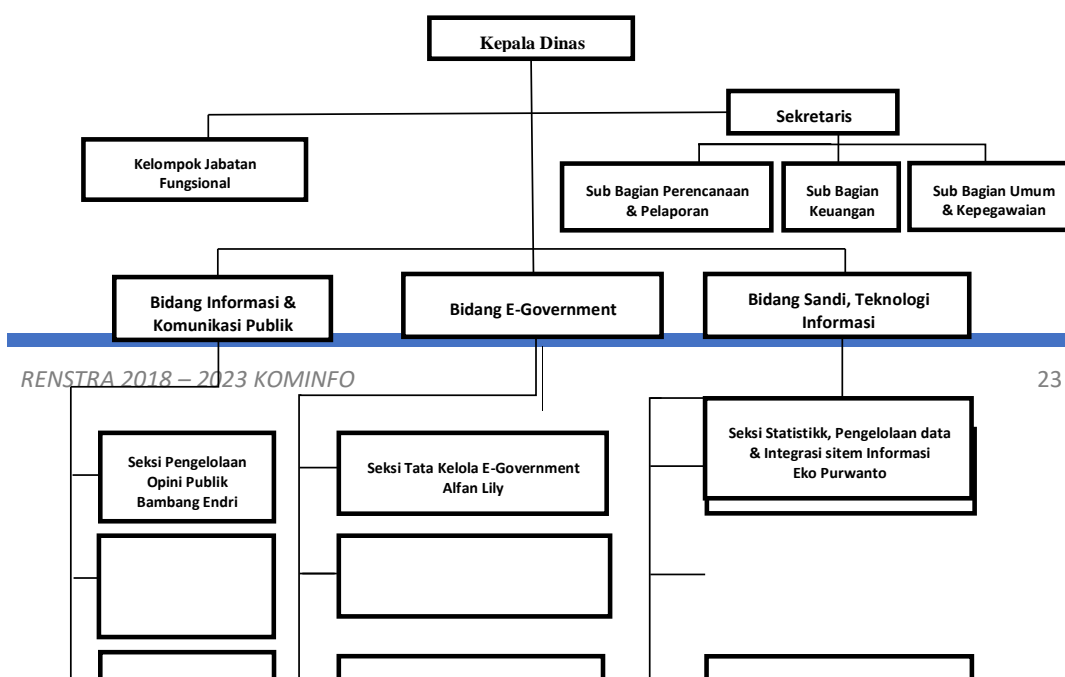 Kepala Dinas
Sekretaris
Kelompok Jabatan
Fungsional
Sub Bagian Perencanaan
& Pelaporan
Sub Bagian
Keuangan
Sub Bagian Umum
& Kepegawaian
Bidang Informasi &
Komunikasi Publik
Bidang E-Government
Bidang Sandi, Teknologi
Informasi
RENSTRA 2018 – 2023 KOMINFO
23
Seksi Pengelolaan
Opini Publik
Bambang Endri
Seksi Tata Kelola E-Government
Alfan Lily
Seksi Statistikk, Pengelolaan data
& Integrasi sitem Informasi
Eko Purwanto